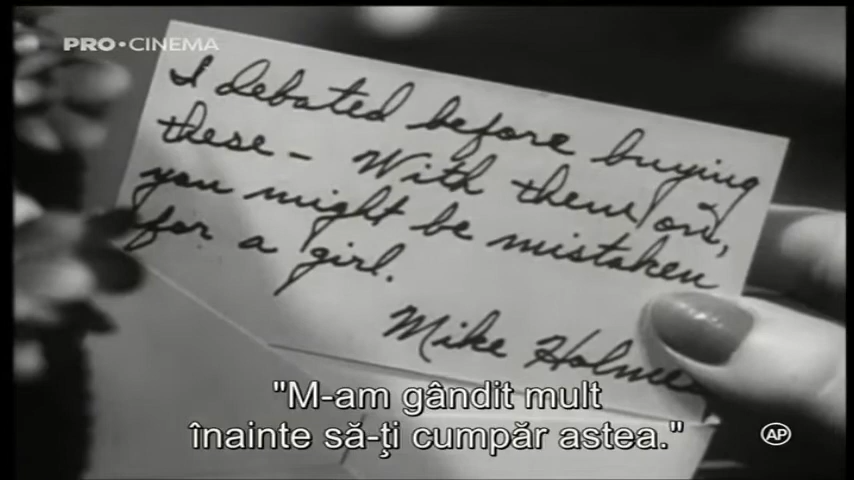 PRO•CINEMA
I debated before buying
these - With them on,
you might be mistaken
for a girl.
Mike Holmes
"M-am gândit mult
înainte să-ţi cumpăr astea."
AP